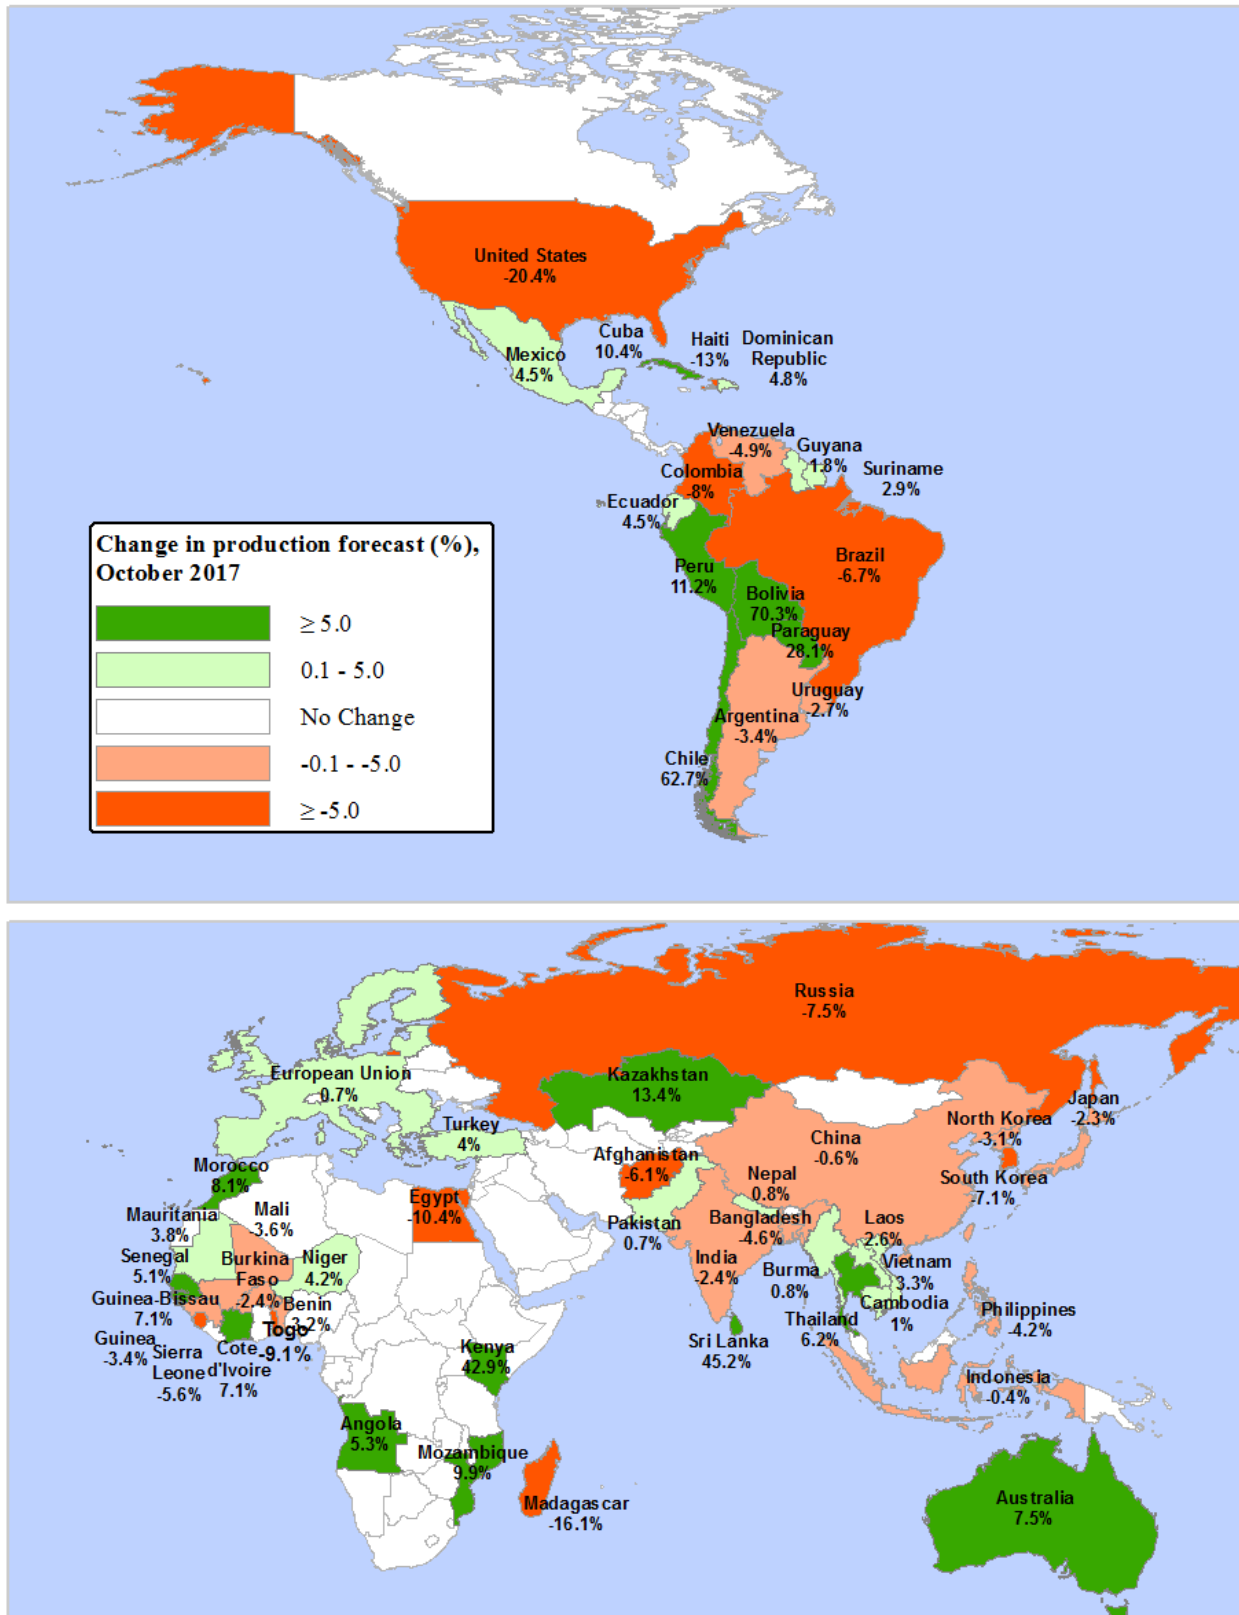 United States
-20.4%
Cuba
10.4%
Haiti
-13%
Dominican
Republic
4.8%
Mexico
4.5%
Venezuela
-4.9%
Guyana
1.8%
Suriname
2.9%
Colombia
-8%
Ecuador
4.5%
Brazil
-6.7%
Peru
11.2%
Bolivia
70.3%
Paraguay
28.1%
Uruguay
-2.7%
Argentina
-3.4%
Chile
62.7%
Change in production forecast (%),
October 2017
≥ 5.0
0.1 - 5.0
No Change
-0.1 - -5.0
≥ -5.0
Russia
-7.5%
European Union
0.7%
Kazakhstan
13.4%
Turkey
4%
Japan
-2.3%
North Korea
-3.1%
China
-0.6%
South Korea
-7.1%
Afghanistan
-6.1%
Nepal
0.8%
Morocco
8.1%
Egypt
-10.4%
Mali
-3.6%
Mauritania
3.8%
Pakistan
0.7%
Bangladesh
-4.6%
Laos
2.6%
Senegal
5.1%
Burkina
Faso
-2.4%
Niger
4.2%
India
-2.4%
Burma
0.8%
Vietnam
3.3%
Guinea-Bissau
7.1%
Benin
-3.2%
Togo
-9.1%
Cambodia
1%
Philippines
-4.2%
Thailand
6.2%
Guinea
-3.4%
Sierra
Leone
-5.6%
Cote
d'Ivoire
7.1%
Sri Lanka
45.2%
Kenya
42.9%
Indonesia
-0.4%
Angola
5.3%
Mozambique
9.9%
Madagascar
-16.1%
Australia
7.5%